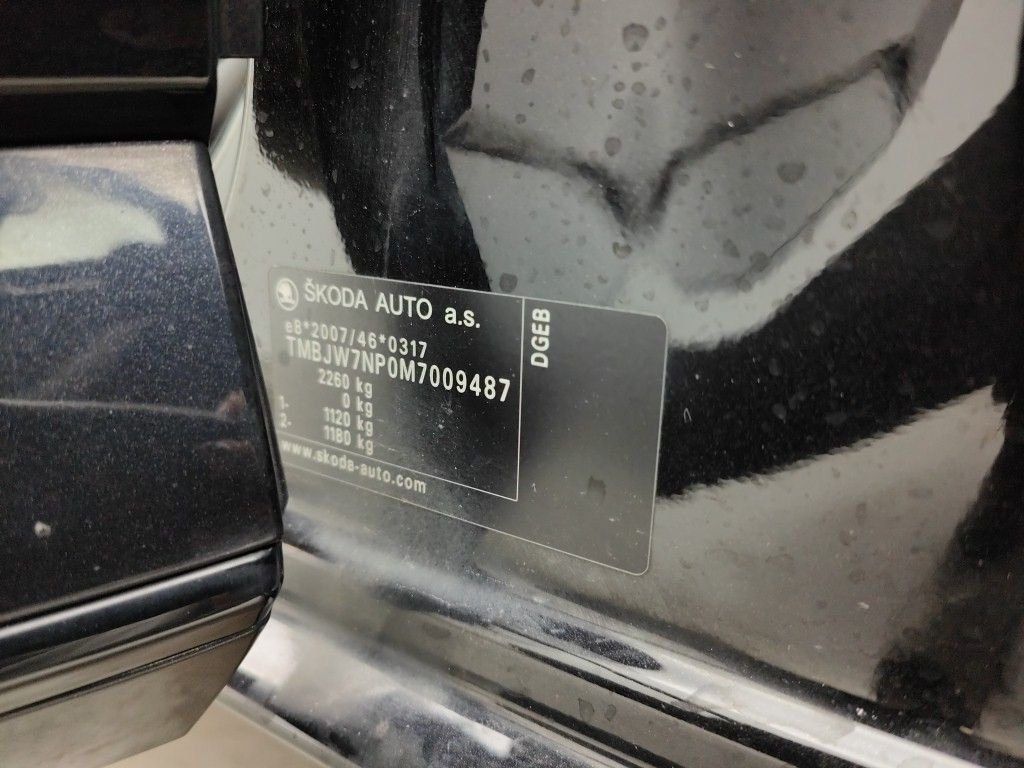 ŠKODA AUTO a.s.
e8*2007/46*0317
TMBJW7NP0M7009487
2260 kg
0 kg
1- 1120 kg
2- 1180 kg
www.skoda-auto.com
DGEB